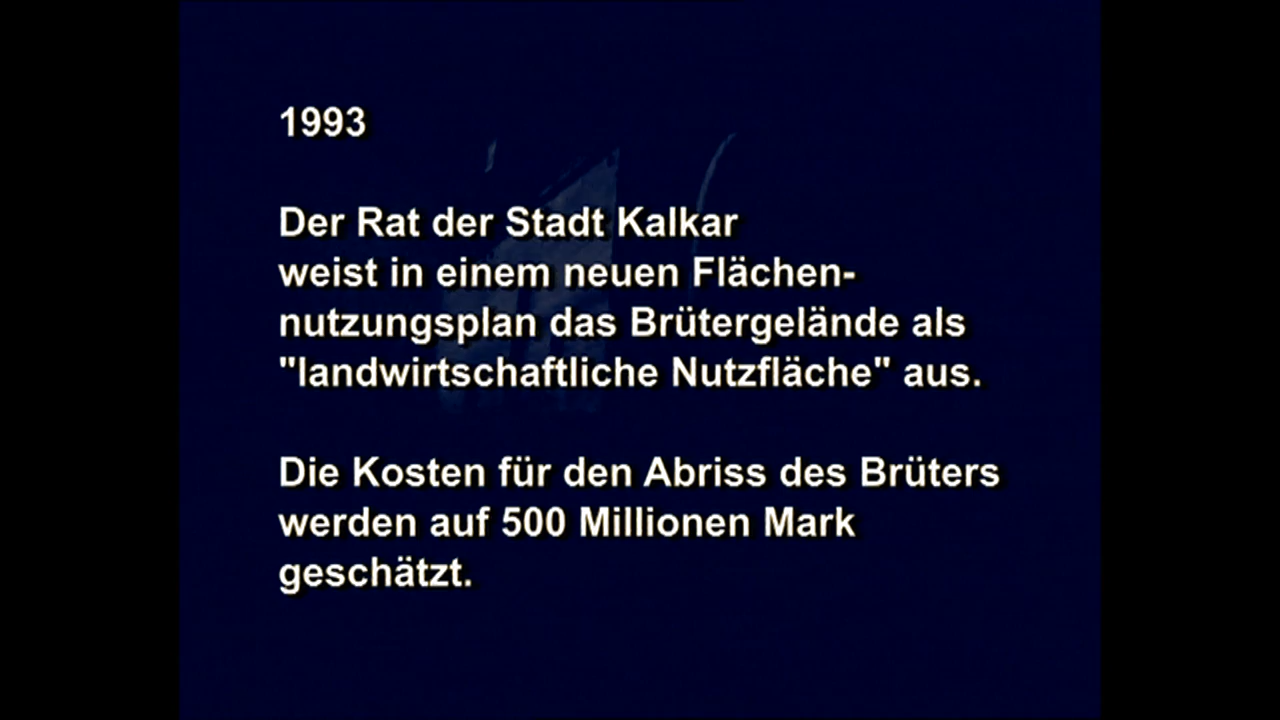 1993
Der Rat der Stadt Kalkar
weist in einem neuen Flächen-
nutzungsplan das Brütergelände als
"landwirtschaftliche Nutzfläche" aus.
Die Kosten für den Abriss des Brüters
werden auf 500 Millionen Mark
geschätzt.